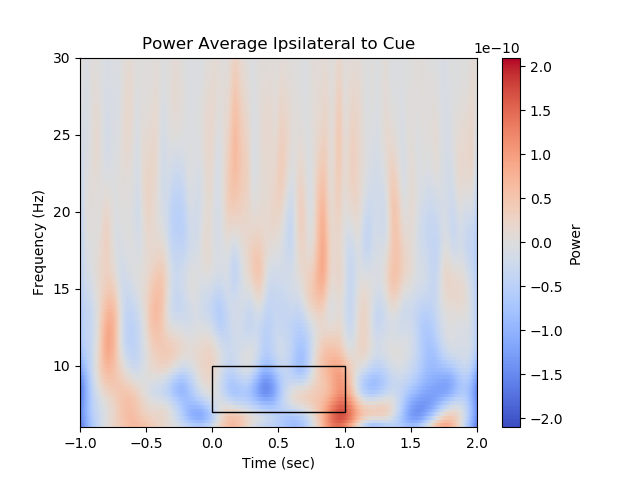 Power Average Ipsilateral to Cue
1e−10
30
25
20
15
10
Frequency (Hz)
−1.0 −0.5 0.0 0.5 1.0 1.5 2.0
Time (sec)
2.0
1.5
1.0
0.5
0.0
−0.5
−1.0
−1.5
−2.0
Power